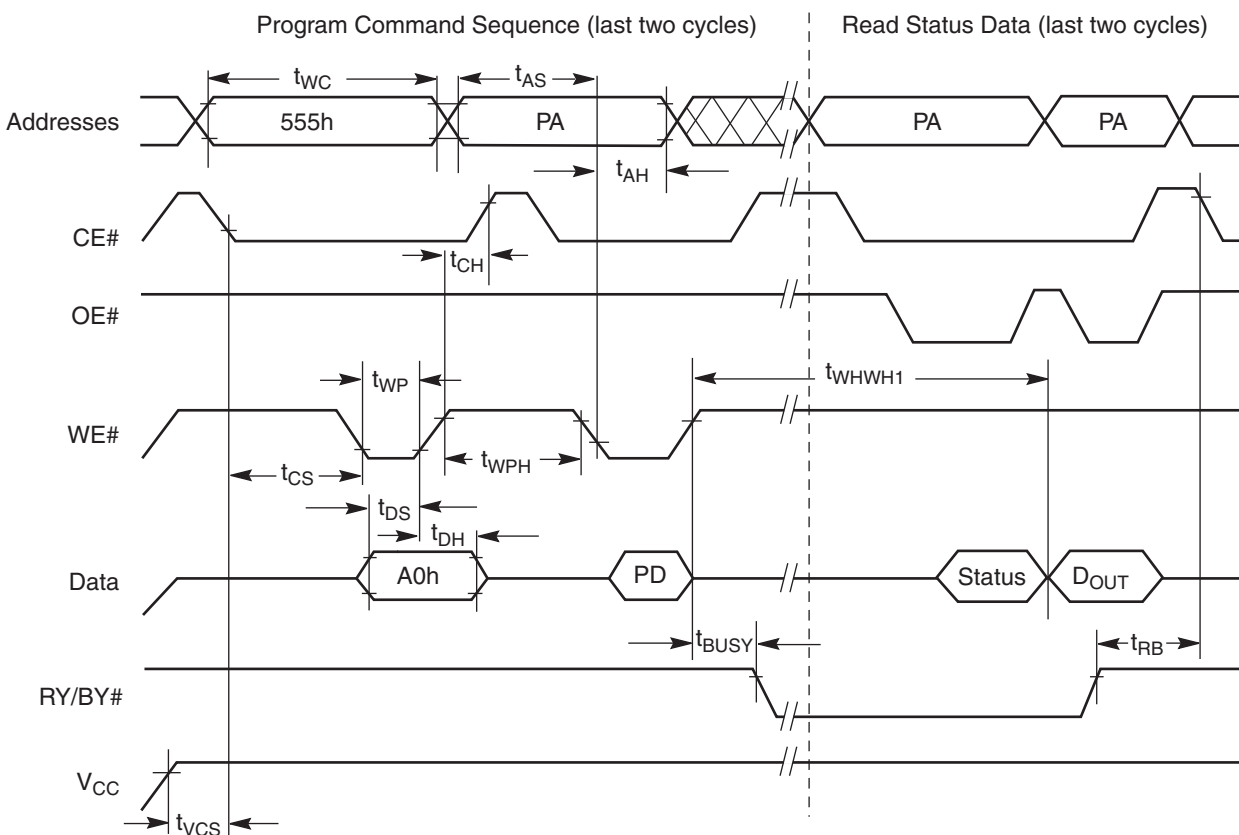 Program Command Sequence (last two cycles)
Read Status Data (last two cycles)
tWC
tAS
Addresses
555h
PA
PA
PA
tAH
CE#
tCH
OE#
tWP
tWHWH1
WE#
tCS
tWPH
tDS
tDH
Data
A0h
PD
Status
DOUT
tBUSY
tRB
RY/BY#
VCC
tVCS